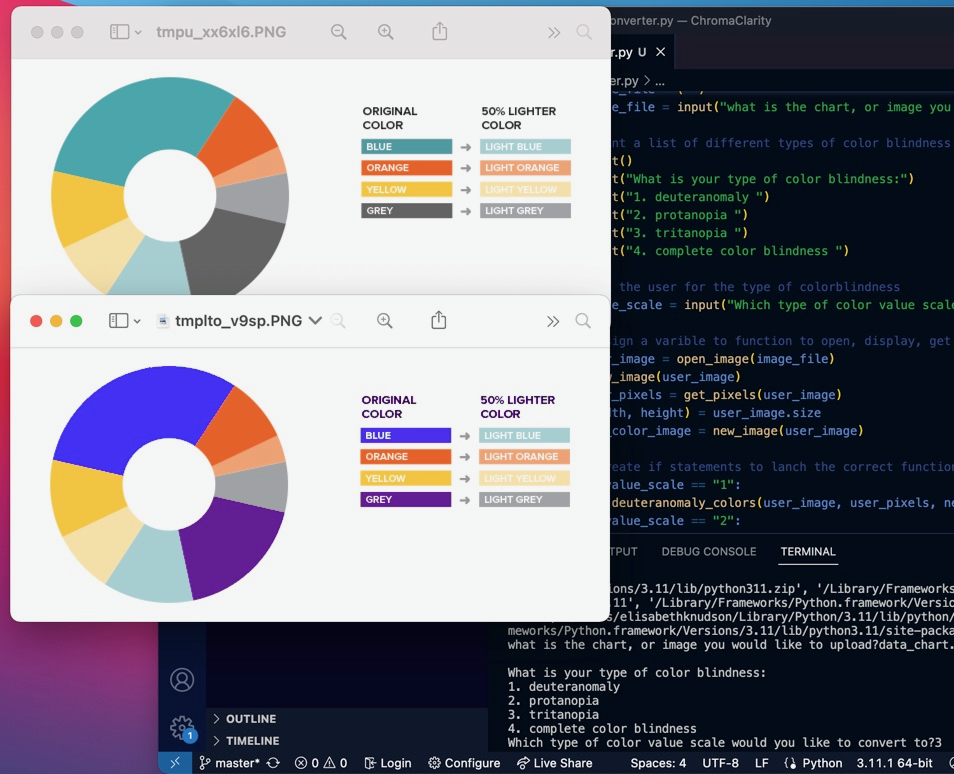 tmpu_xx6xl6.PNG
ORIGINAL COLOR
50% LIGHTER COLOR
BLUE → LIGHT BLUE
ORANGE → LIGHT ORANGE
YELLOW → LIGHT YELLOW
GREY → LIGHT GREY
tmplto_v9sp.PNG
ORIGINAL COLOR
50% LIGHTER COLOR
BLUE → LIGHT BLUE
ORANGE → LIGHT ORANGE
YELLOW → LIGHT YELLOW
GREY → LIGHT GREY
onverter.py — ChromaClarity
r.py U ×
er.py > ...
e_file = input("what is the chart, or image you
nt a list of different types of color blindness
t()
t("What is your type of color blindness:")
t("1. deuteranomaly ")
t("2. protanopia ")
t("3. tritanopia ")
t("4. complete color blindness ")
the user for the type of colorblindness
e_scale = input("Which type of color value scale
ign a varible to function to open, display, get
_image = open_image(image_file)
_image(user_image)
_pixels = get_pixels(user_image)
th, height) = user_image.size
_color_image = new_image(user_image)
reate if statements to lanch the correct function
value_scale == "1":
deuteranomaly_colors(user_image, user_pixels, ne
value_scale == "2":
TPUT DEBUG CONSOLE TERMINAL
ions/3.11/lib/python311.zip', '/Library/Frameworks
11', '/Library/Frameworks/Python.framework/Versio
s/elisabethknudson/Library/Python/3.11/lib/python/
meworks/Python.framework/Versions/3.11/lib/python3.11/site-packa
what is the chart, or image you would like to upload?data_chart.
What is your type of color blindness:
1. deuteranomaly
2. protanopia
3. tritanopia
4. complete color blindness
Which type of color value scale would you like to convert to?3
1
OUTLINE
TIMELINE
master* 0 0 Login Configure Live Share Spaces: 4 UTF-8 LF Python 3.11.1 64-bit